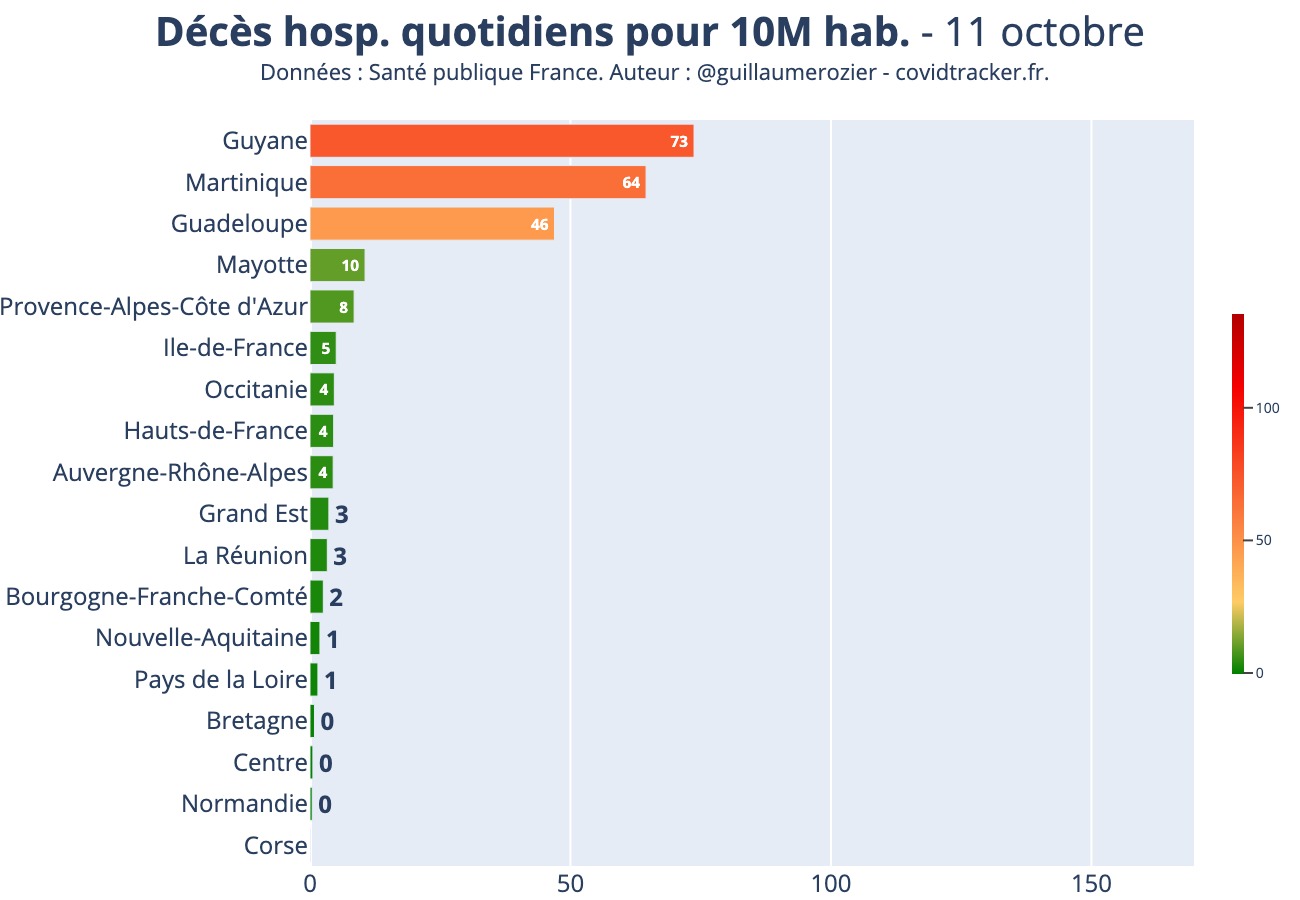 Décès hosp. quotidiens pour 10M hab. - 11 octobre
Données : Santé publique France. Auteur : @guillaumerozier - covidtracker.fr.
Guyane 73
Martinique 64
Guadeloupe 46
Mayotte 10
Provence-Alpes-Côte d'Azur 8
Ile-de-France 5
Occitanie 4
Hauts-de-France 4
Auvergne-Rhône-Alpes 4
Grand Est 3
La Réunion 3
Bourgogne-Franche-Comté 2
Nouvelle-Aquitaine 1
Pays de la Loire 1
Bretagne 0
Centre 0
Normandie 0
Corse
0 50 100 150
100
50
0